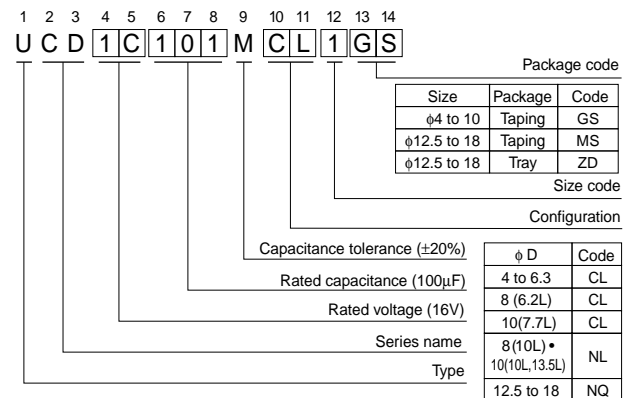 1 2 3 4 5 6 7 8 9 10 11 12 13 14
U C D 1 C 1 0 1 M C L 1 G S
Package code
Size Package Code
ϕ4 to 10 Taping GS
ϕ12.5 to 18 Taping MS
ϕ12.5 to 18 Tray ZD
Size code
Configuration
ϕ D Code
4 to 6.3 CL
8 (6.2L) CL
10(7.7L) CL
8(10L) •
10(10L,13.5L) NL
12.5 to 18 NQ
Capacitance tolerance (±20%)
Rated capacitance (100μF)
Rated voltage (16V)
Series name
Type